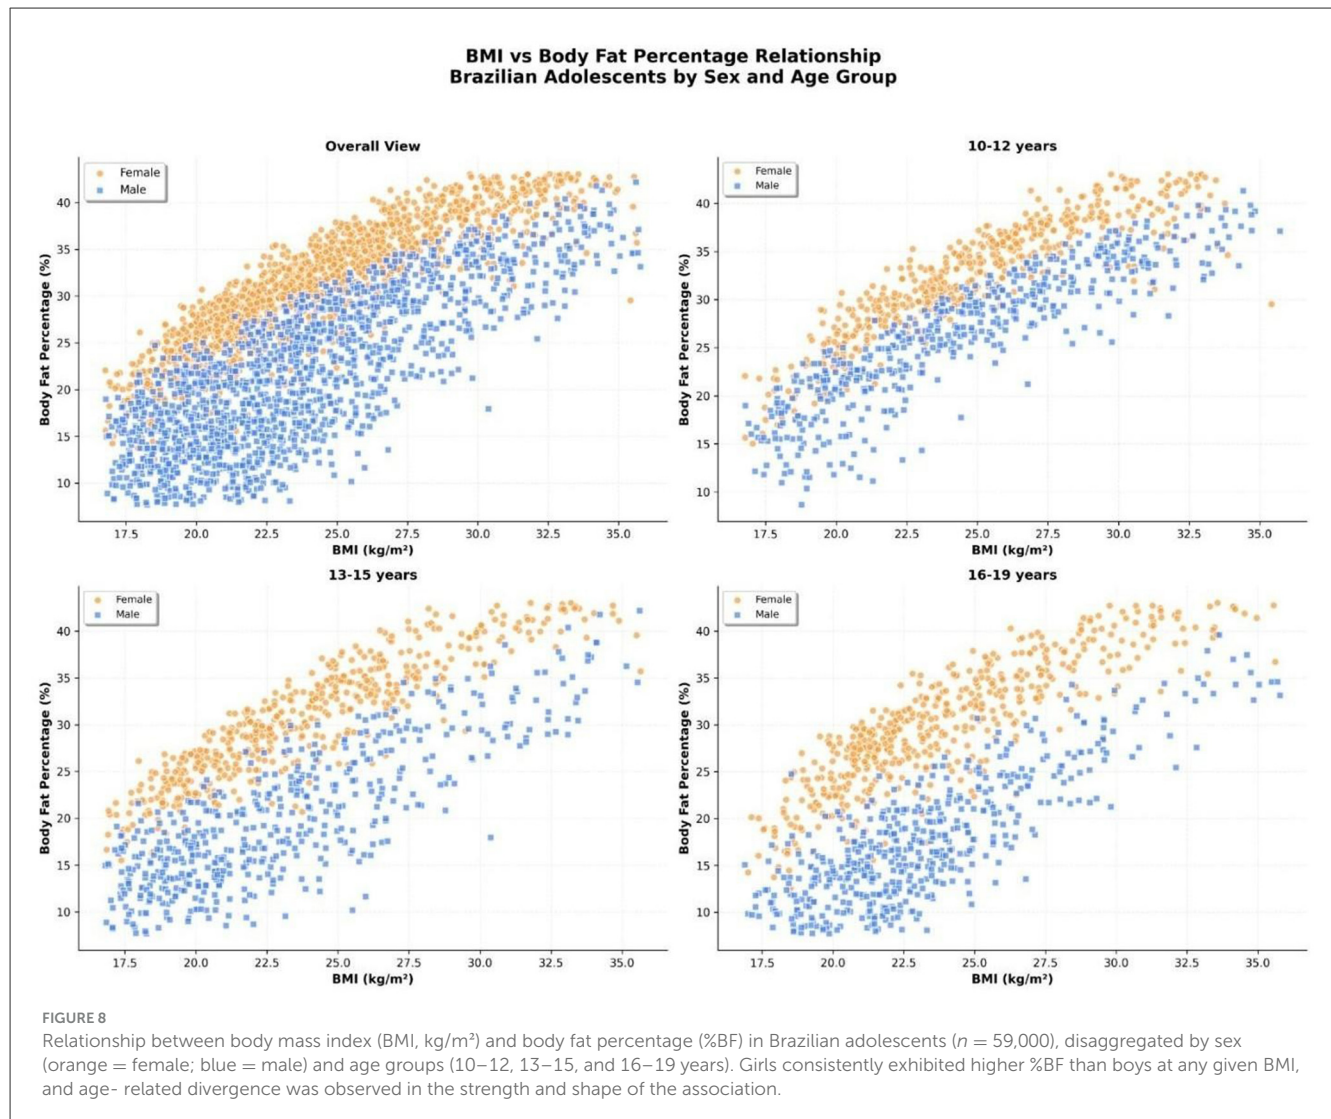 BMI vs Body Fat Percentage Relationship
Brazilian Adolescents by Sex and Age Group
Overall View
Female
Male
Body Fat Percentage (%)
40
35
30
25
20
15
10
17.5 20.0 22.5 25.0 27.5 30.0 32.5 35.0
BMI (kg/m²)
10-12 years
Female
Male
Body Fat Percentage (%)
40
35
30
25
20
15
10
17.5 20.0 22.5 25.0 27.5 30.0 32.5 35.0
BMI (kg/m²)
13-15 years
Female
Male
Body Fat Percentage (%)
40
35
30
25
20
15
10
17.5 20.0 22.5 25.0 27.5 30.0 32.5 35.0
BMI (kg/m²)
16-19 years
Female
Male
Body Fat Percentage (%)
40
35
30
25
20
15
10
17.5 20.0 22.5 25.0 27.5 30.0 32.5 35.0
BMI (kg/m²)
FIGURE 8
Relationship between body mass index (BMI, kg/m²) and body fat percentage (%BF) in Brazilian adolescents (n = 59,000), disaggregated by sex
(orange = female; blue = male) and age groups (10–12, 13–15, and 16–19 years). Girls consistently exhibited higher %BF than boys at any given BMI,
and age- related divergence was observed in the strength and shape of the association.